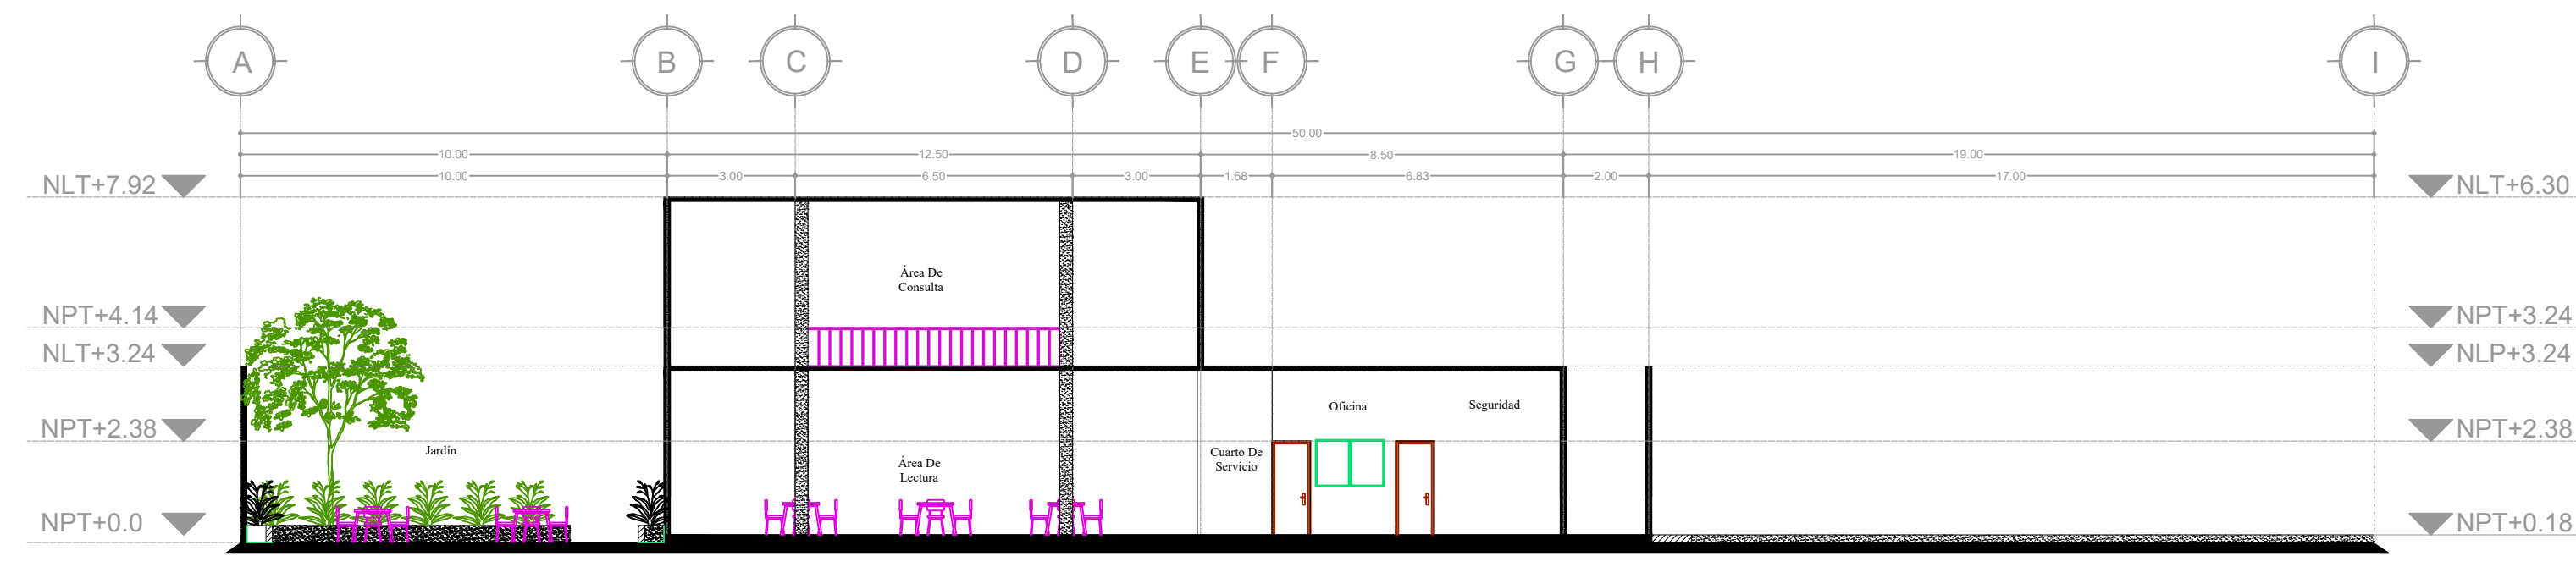 A B C D E F G H I
50.00
10.00 12.50 8.50 19.00
10.00 3.00 6.50 3.00 1.68 6.83 2.00 17.00
NLT+7.92 NLT+6.30
Área De
Consulta
NPT+4.14 NPT+3.24
NLT+3.24 NLP+3.24
Oficina Seguridad
NPT+2.38 NPT+2.38
Jardín
Cuarto De
Servicio
Área De
Lectura
NPT+0.0 NPT+0.18